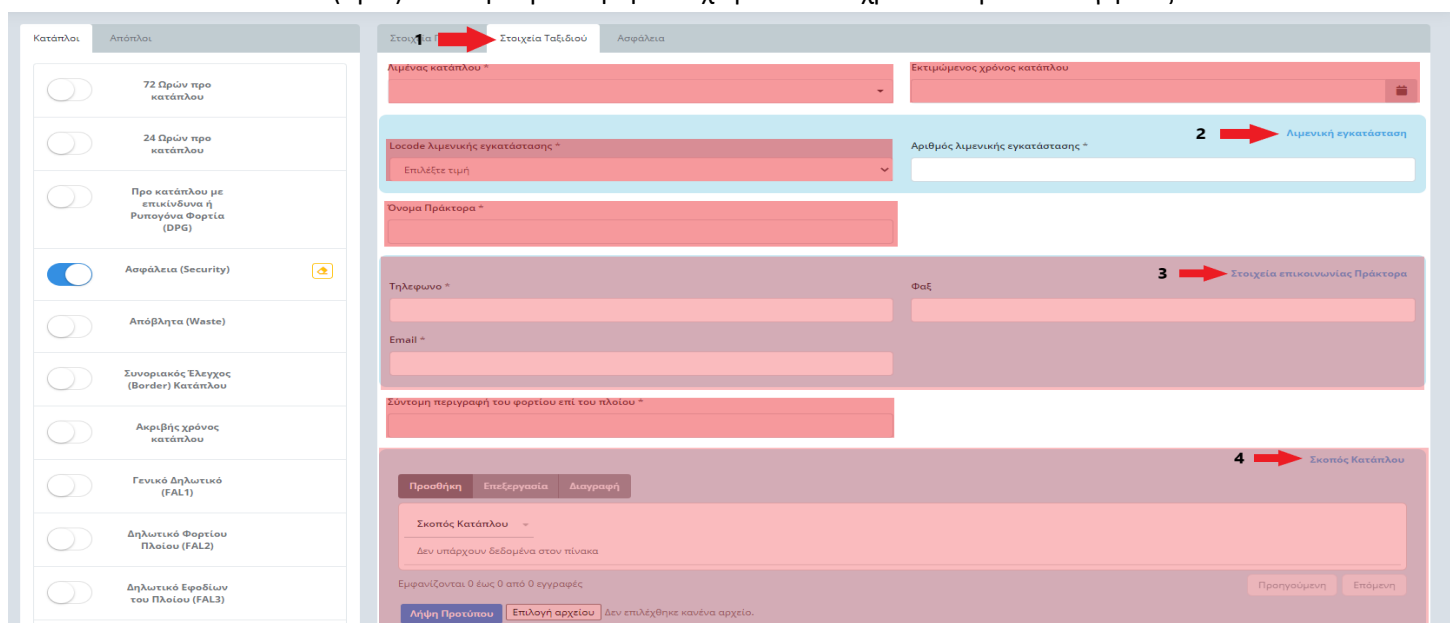 Κατάπλοι Απόπλοι
72 Ωρών προ
κατάπλου
24 Ωρών προ
κατάπλου
Προ κατάπλου με
επικίνδυνα ή
Ρυπογόνα Φορτία
(DPG)
Ασφάλεια (Security)
Απόβλητα (Waste)
Συνοριακός Έλεγχος
(Border) Κατάπλου
Ακριβής χρόνος
κατάπλου
Γενικό Δηλωτικό
(FAL1)
Δηλωτικό Φορτίου
Πλοίου (FAL2)
Δηλωτικό Εφοδίων
του Πλοίου (FAL3)
1 Στοιχεία Ταξιδιού Ασφάλεια
Λιμένας κατάπλου * Εκτιμώμενος χρόνος κατάπλου
2 Λιμενική εγκατάσταση
Locode λιμενικής εγκατάστασης * Αριθμός λιμενικής εγκατάστασης *
Επιλέξτε τιμή
Όνομα Πράκτορα *
3 Στοιχεία επικοινωνίας Πράκτορα
Τηλεφωνο * Φαξ
Email *
Σύντομη περιγραφή του φορτίου επί του πλοίου *
4 Σκοπός Κατάπλου
Προσθήκη Επεξεργασία Διαγραφή
Σκοπός Κατάπλου
Δεν υπάρχουν δεδομένα στον πίνακα
Εμφανίζονται 0 έως 0 από 0 εγγραφές Προηγούμενη Επόμενη
Λήψη Προτύπου Επιλογή αρχείου Δεν επιλέχθηκε κανένα αρχείο.